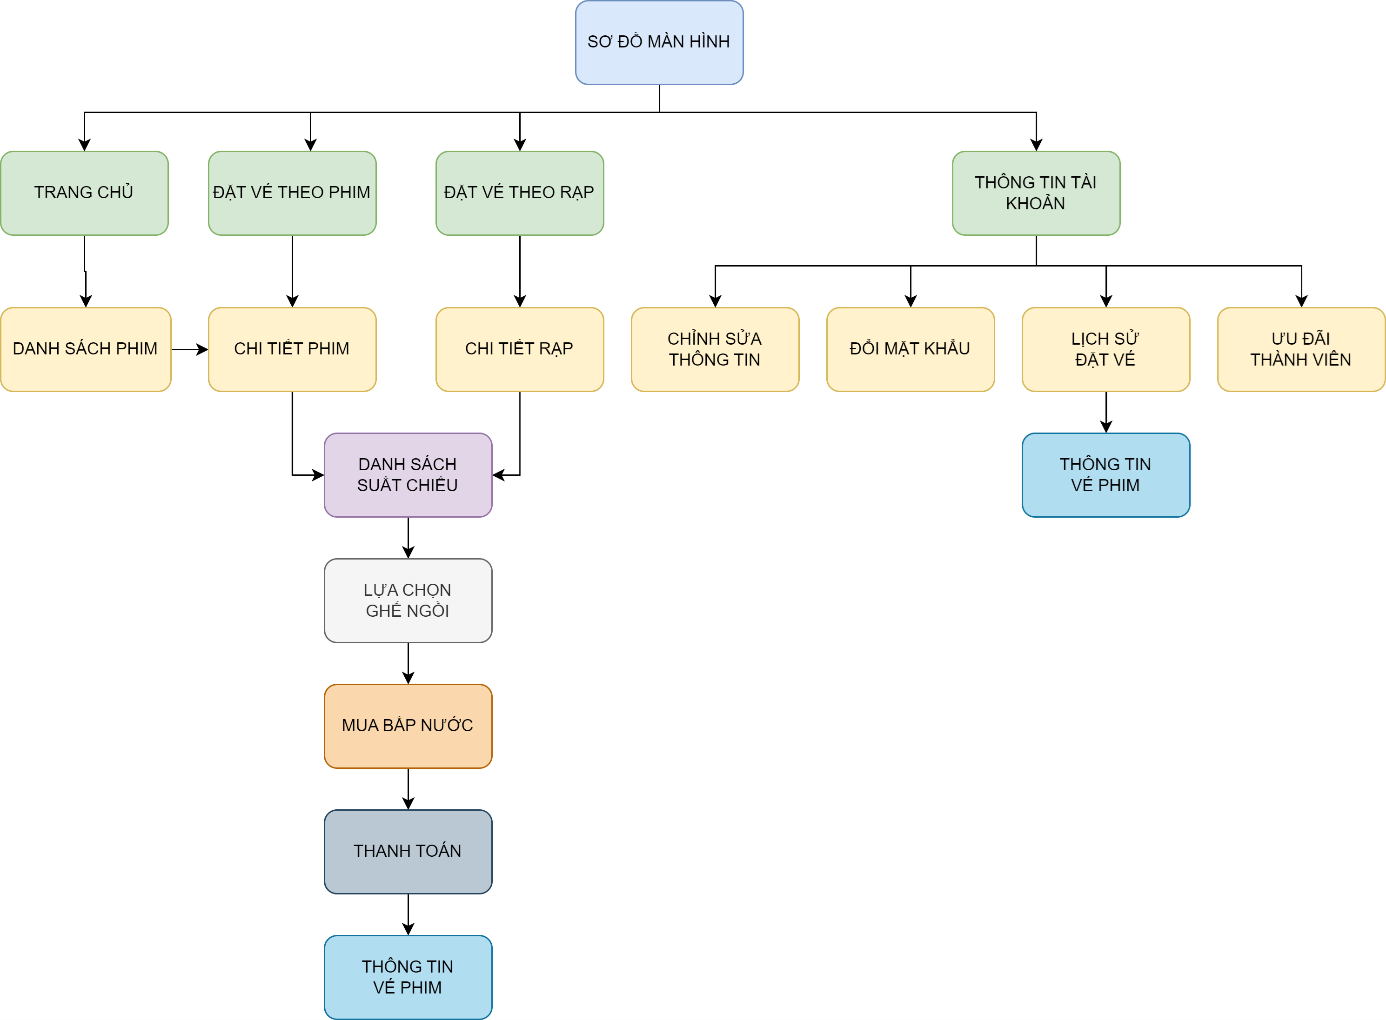 SƠ ĐỒ MÀN HÌNH
TRANG CHỦ
ĐẶT VÉ THEO PHIM
ĐẶT VÉ THEO RẠP
THÔNG TIN TÀI
KHOẢN
DANH SÁCH PHIM
CHI TIẾT PHIM
CHI TIẾT RẠP
CHỈNH SỬA
THÔNG TIN
ĐỔI MẬT KHẨU
LỊCH SỬ
ĐẶT VÉ
ƯU ĐÃI
THÀNH VIÊN
DANH SÁCH
SUẤT CHIẾU
THÔNG TIN
VÉ PHIM
LỰA CHỌN
GHẾ NGỒI
MUA BẮP NƯỚC
THANH TOÁN
THÔNG TIN
VÉ PHIM